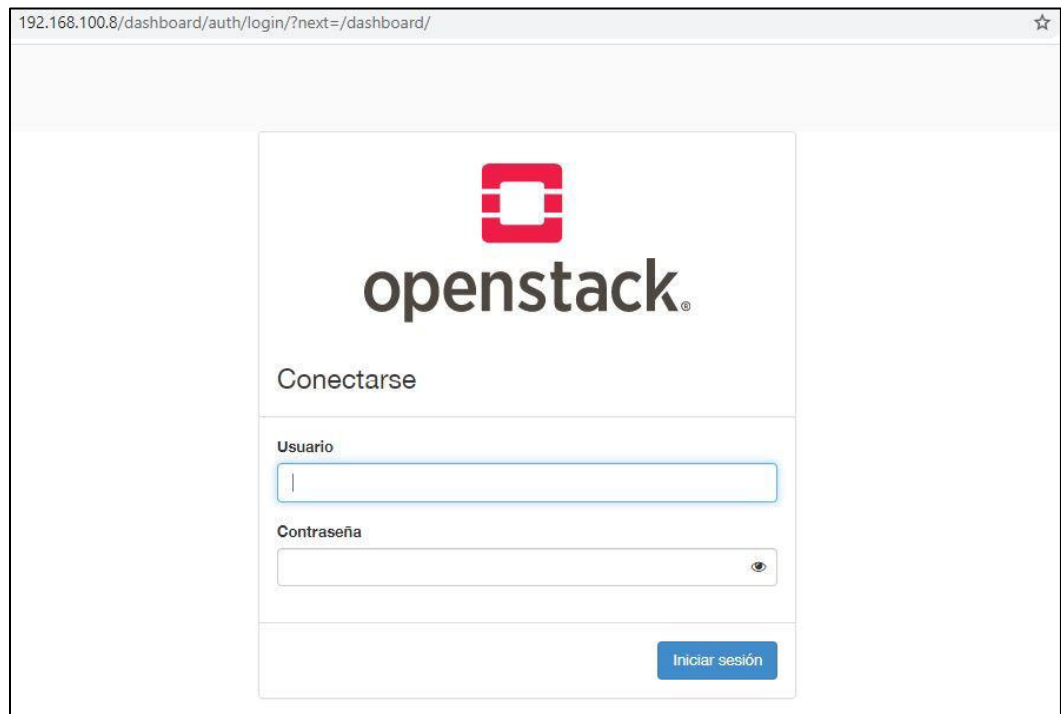 192.168.100.8/dashboard/auth/login/?next=/dashboard/
openstack.®
Conectarse
Usuario
Contraseña
Iniciar sesión